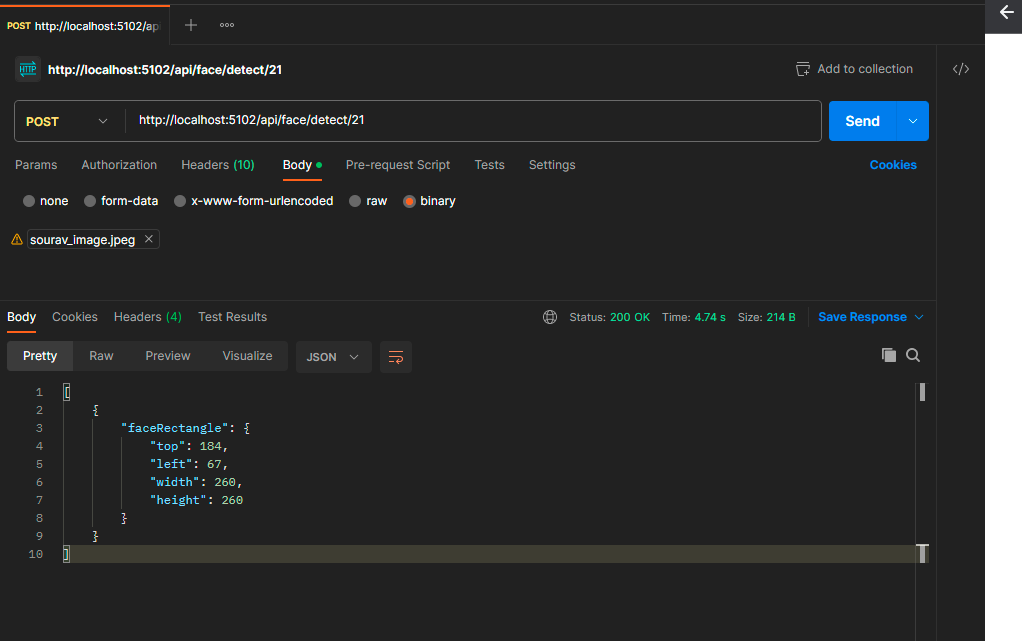 POST http://localhost:5102/ap
HTTP http://localhost:5102/api/face/detect/21 Add to collection
POST http://localhost:5102/api/face/detect/21 Send
Params Authorization Headers (10) Body Pre-request Script Tests Settings Cookies
none form-data x-www-form-urlencoded raw binary
sourav_image.jpeg
Body Cookies Headers (4) Test Results Status: 200 OK Time: 4.74 s Size: 214 B Save Response
Pretty Raw Preview Visualize JSON
1 [
2 {
3 "faceRectangle": {
4 "top": 184,
5 "left": 67,
6 "width": 260,
7 "height": 260
8 }
9 }
10 ]